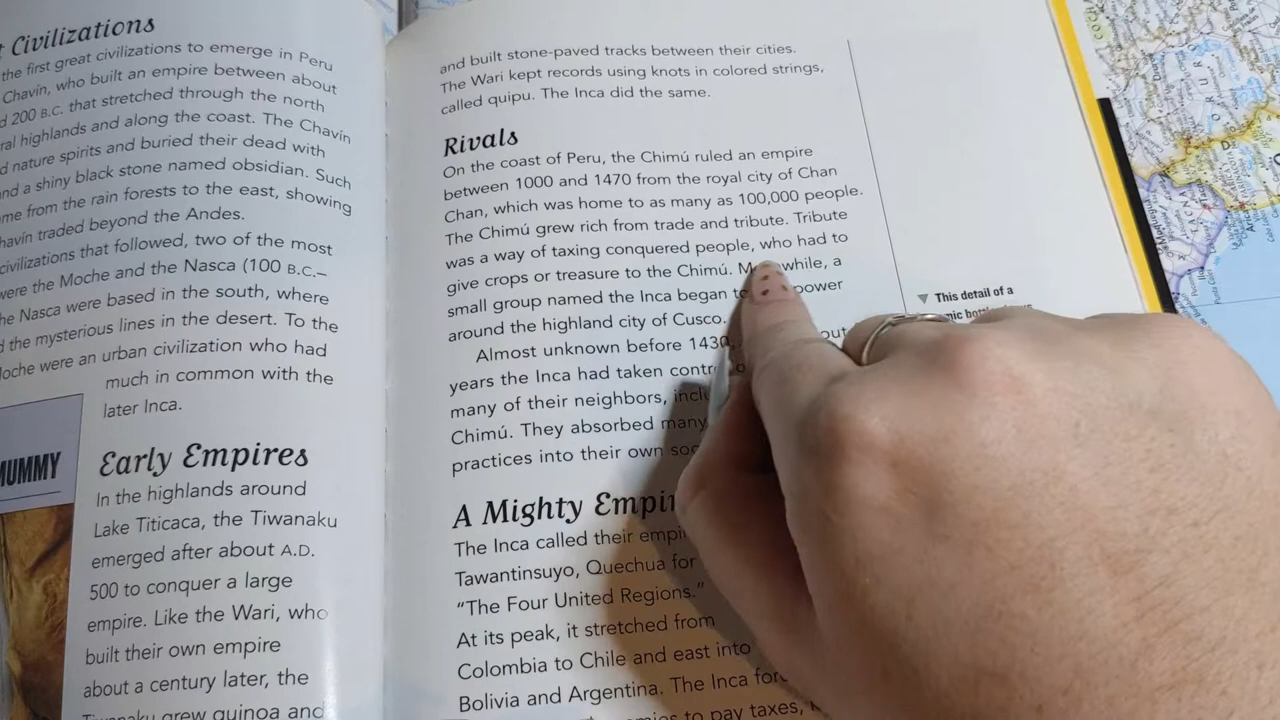 Civilizations
the first great civilizations to emerge in Peru
Chavín, who built an empire between about
200 B.C. that stretched through the north
highlands and along the coast. The Chavín
nature spirits and buried their dead with
a shiny black stone named obsidian. Such
from the rain forests to the east, showing
traded beyond the Andes.
civilizations that followed, two of the most
were the Moche and the Nasca (100 B.C.–
Nasca were based in the south, where
the mysterious lines in the desert. To the
Moche were an urban civilization who had
much in common with the
later Inca.
MUMMY
Early Empires
In the highlands around
Lake Titicaca, the Tiwanaku
emerged after about A.D.
500 to conquer a large
empire. Like the Wari, who
built their own empire
about a century later, the
Tiwanaku grew quinoa and
and built stone-paved tracks between their cities.
The Wari kept records using knots in colored strings,
called quipu. The Inca did the same.
Rivals
On the coast of Peru, the Chimú ruled an empire
between 1000 and 1470 from the royal city of Chan
Chan, which was home to as many as 100,000 people.
The Chimú grew rich from trade and tribute. Tribute
was a way of taxing conquered people, who had to
give crops or treasure to the Chimú. Meanwhile, a
small group named the Inca began to power
around the highland city of Cusco.
Almost unknown before 1430,
years the Inca had taken
many of their neighbors,
Chimú. They absorbed many
practices into their own
A Mighty Empire
The Inca called their empire
Tawantinsuyo, Quechua for
“The Four United Regions.”
At its peak, it stretched from
Colombia to Chile and east into
Bolivia and Argentina. The Inca
to pay taxes,
▼ This detail of a